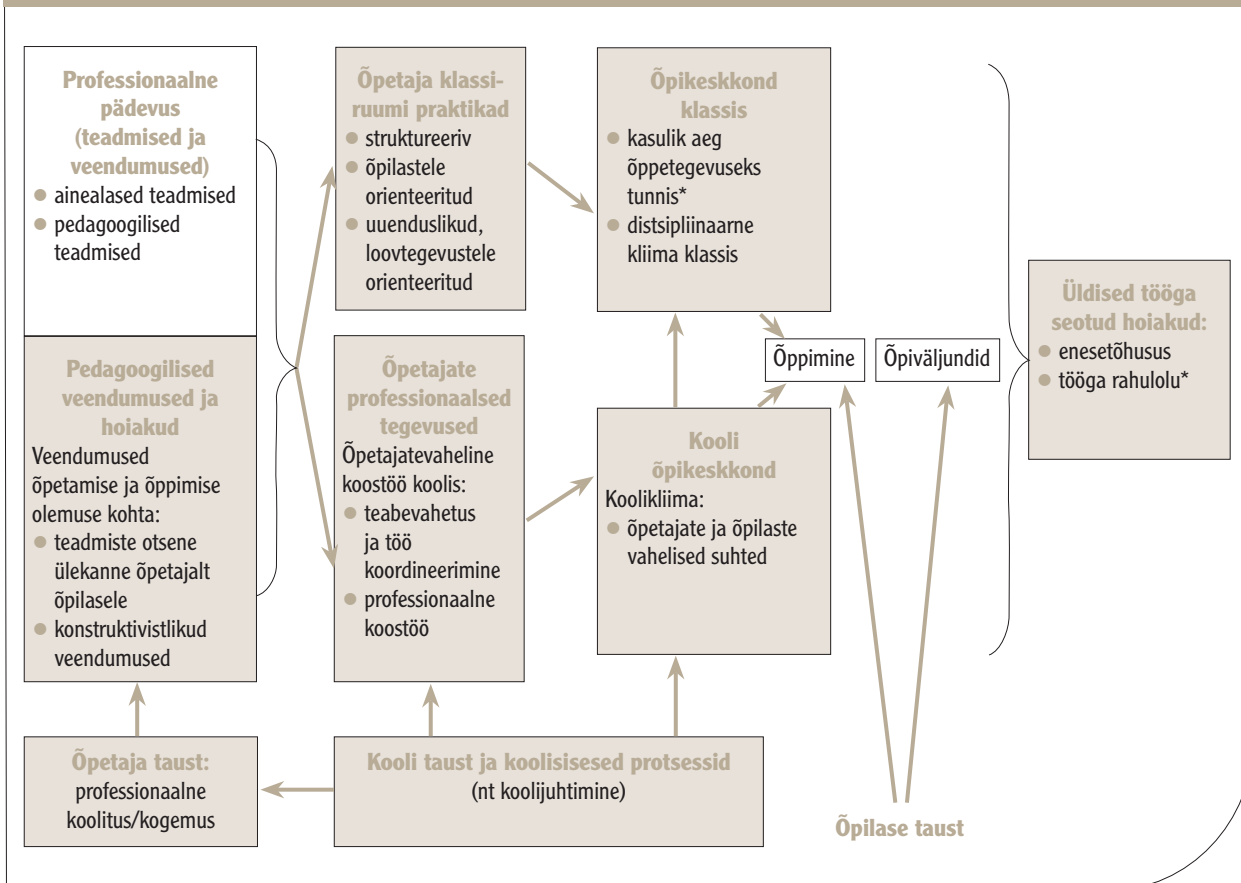 Professionaalne
pädevus
(teadmised ja
veendumused)
ainealased teadmised
pedagoogilised
teadmised
Pedagoogilised
veendumused ja
hoiakud
Veendumused
õpetamise ja õppimise
olemuse kohta:
teadmiste otsene
ülekanne õpetajalt
õpilasele
konstruktivistlikud
veendumused
Õpetaja taust:
professionaalne
koolitus/kogemus
Õpetaja klassi-
ruumi praktikad
struktureeriv
õpilastele
orienteeritud
uuenduslikud,
loovtegevustele
orienteeritud
Õpetajate
professionaalsed
tegevused
Õpetajatevaheline
koostöö koolis:
teabevahetus
ja töö
koordineerimine
professionaalne
koostöö
Kooli taust ja koolisisesed protsessid
(nt koolijuhtimine)
Õpikeskkond
klassis
kasulik aeg
õppetegevuseks
tunnis*
distsiplinaarne
kliima klassis
Kooli
õpikeskkond
Koolikliima:
õpetajate ja õpilaste
vahelised suhted
Õppimine
Õpiväljundid
Õpilase taust
Üldised tööga
seotud hoiakud:
enesetõhusus
tööga rahulolu*